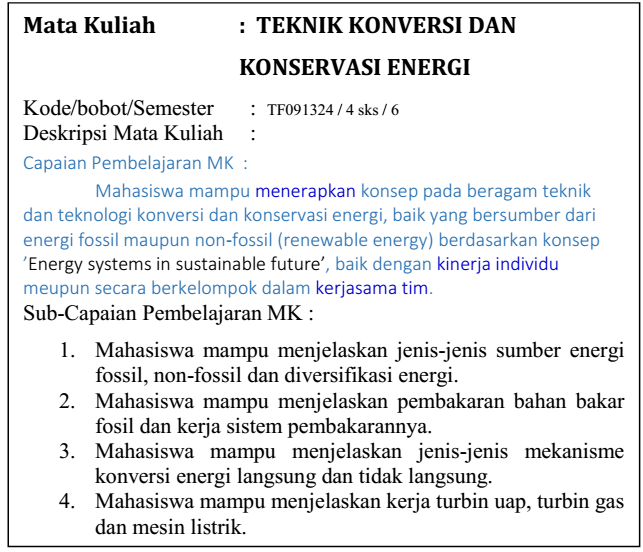 Mata Kuliah : TEKNIK KONVERSI DAN
KONSERVASI ENERGI
Kode/bobot/Semester : TF091324 / 4 sks / 6
Deskripsi Mata Kuliah :
Capaian Pembelajaran MK :
Mahasiswa mampu menerapkan konsep pada beragam teknik
dan teknologi konversi dan konservasi energi, baik yang bersumber dari
energi fossil maupun non-fossil (renewable energy) berdasarkan konsep
’Energy systems in sustainable future’, baik dengan kinerja individu
meupun secara berkelompok dalam kerjasama tim.
Sub-Capaian Pembelajaran MK :
1. Mahasiswa mampu menjelaskan jenis-jenis sumber energi
fossil, non-fossil dan diversifikasi energi.
2. Mahasiswa mampu menjelaskan pembakaran bahan bakar
fosil dan kerja sistem pembakarannya.
3. Mahasiswa mampu menjelaskan jenis-jenis mekanisme
konversi energi langsung dan tidak langsung.
4. Mahasiswa mampu menjelaskan kerja turbin uap, turbin gas
dan mesin listrik.